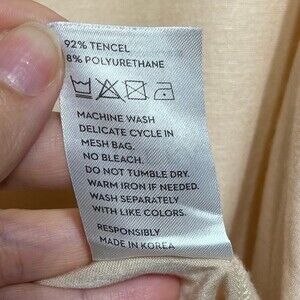 92% TENCEL
8% POLYURETHANE
MACHINE WASH
DELICATE CYCLE IN
MESH BAG.
NO BLEACH.
DO NOT TUMBLE DRY.
WARM IRON IF NEEDED.
WASH SEPARATELY
WITH LIKE COLORS.
RESPONSIBLY
MADE IN KOREA